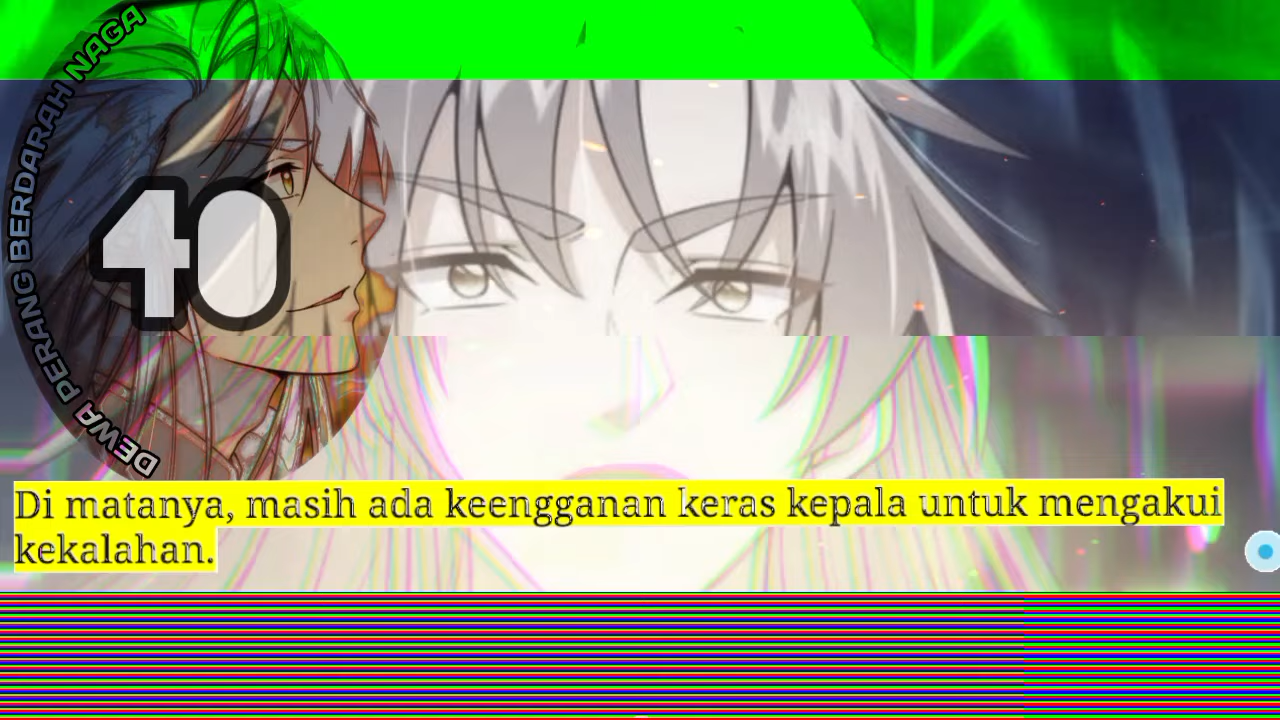 DEWA PERANG BERDARAH NAGA
40
Di matanya, masih ada keengganan keras kepala untuk mengakui
kekalahan.